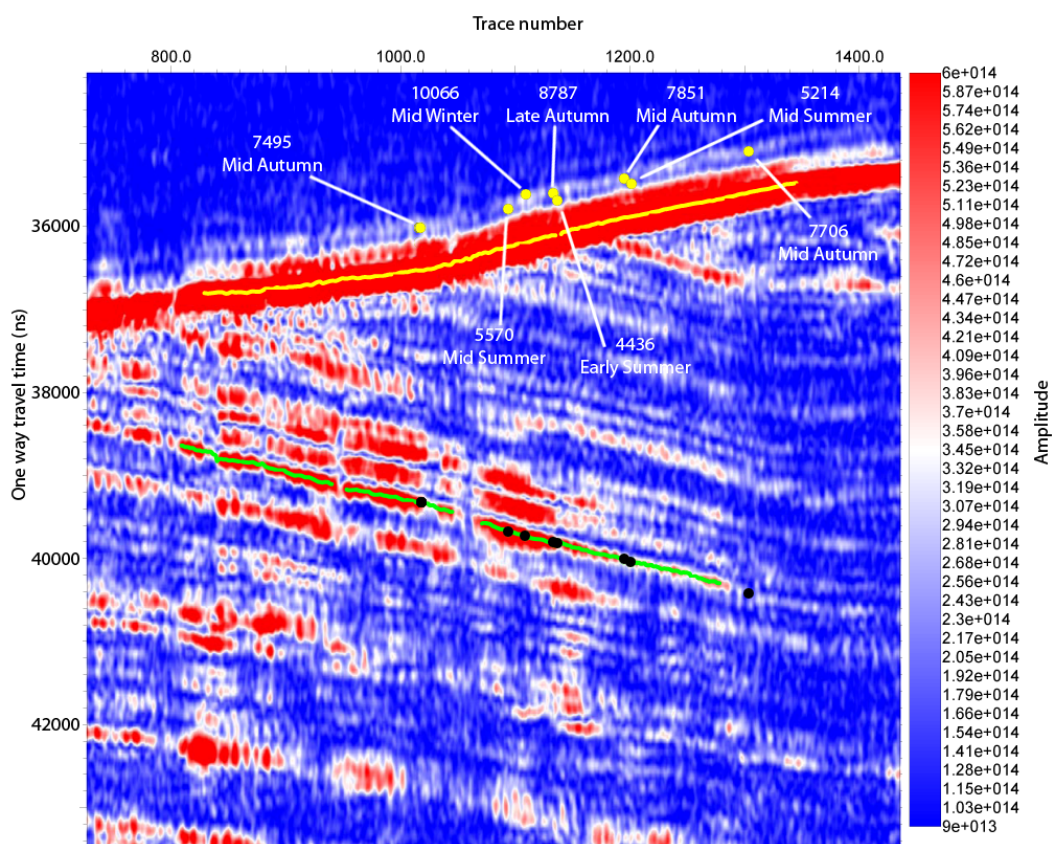 Trace number
800.0
1000.0
1200.0
1400.0
10066
Mid Winter
8787
Late Autumn
7851
Mid Autumn
5214
Mid Summer
7495
Mid Autumn
7706
Mid Autumn
5570
Mid Summer
4436
Early Summer
One way travel time (ns)
36000
38000
40000
42000
6e+014
5.87e+014
5.74e+014
5.62e+014
5.49e+014
5.36e+014
5.23e+014
5.11e+014
4.98e+014
4.85e+014
4.72e+014
4.6e+014
4.47e+014
4.34e+014
4.21e+014
4.09e+014
3.96e+014
3.83e+014
3.7e+014
3.58e+014
3.45e+014
3.32e+014
3.19e+014
3.07e+014
2.94e+014
2.81e+014
2.68e+014
2.56e+014
2.43e+014
2.3e+014
2.17e+014
2.05e+014
1.92e+014
1.79e+014
1.66e+014
1.54e+014
1.41e+014
1.28e+014
1.15e+014
1.03e+014
9e+013
Amplitude